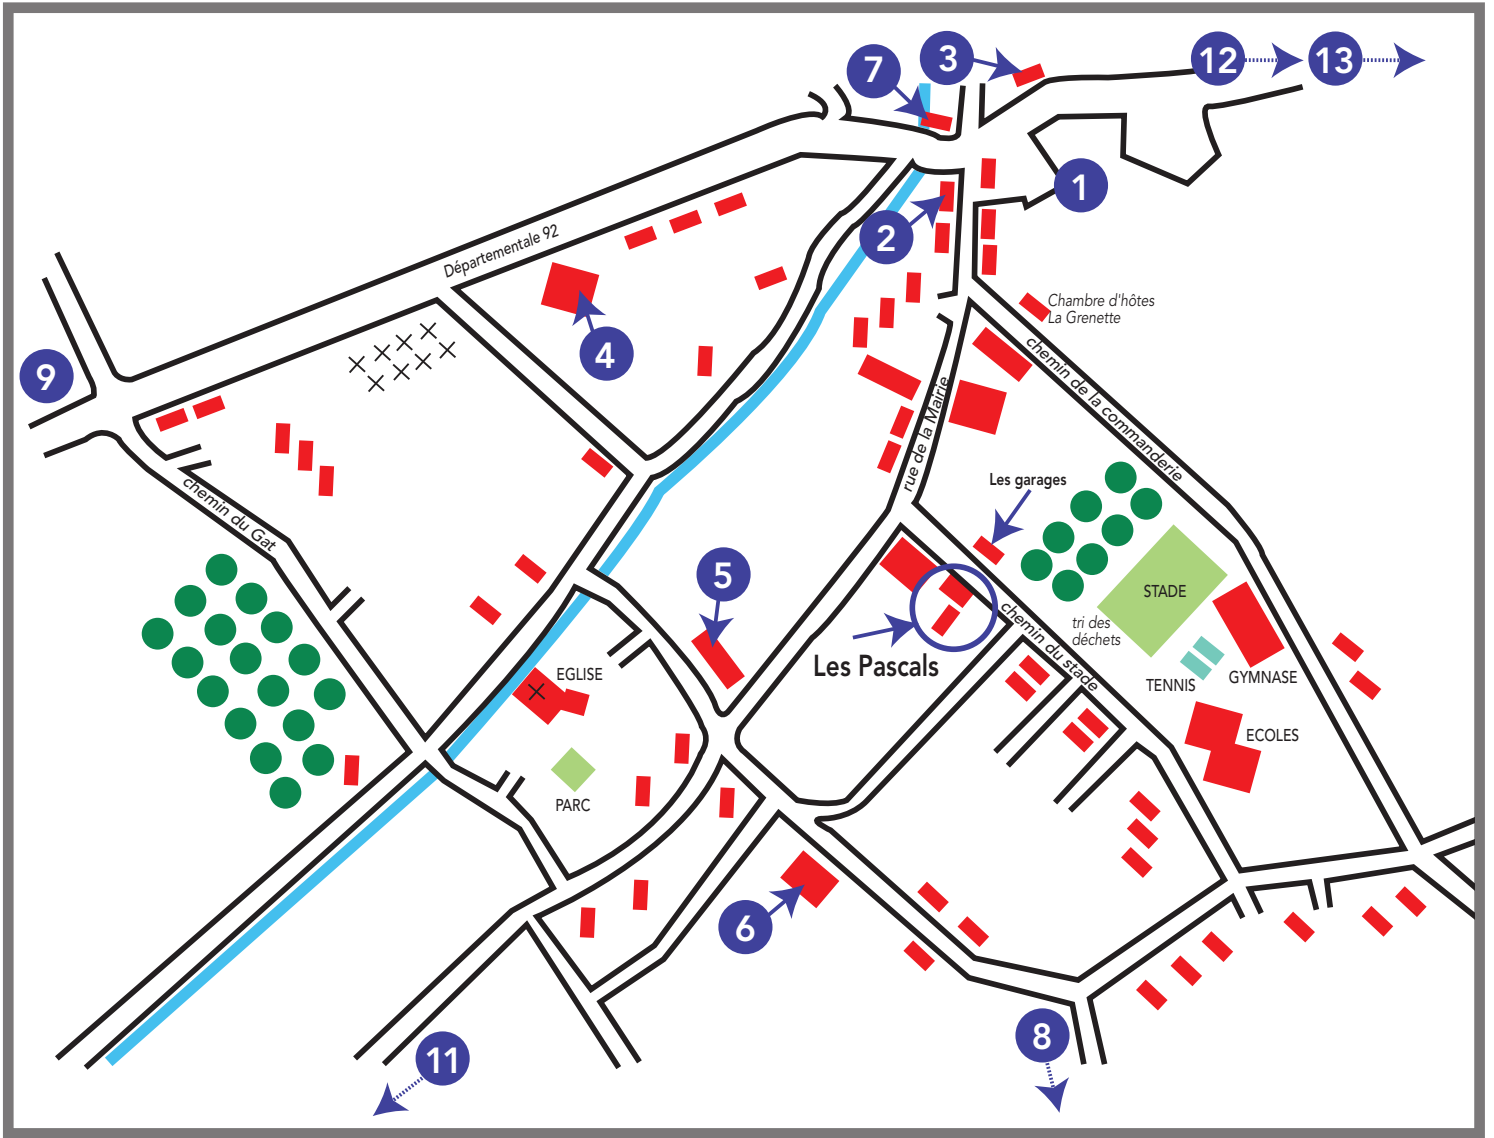 3
12
13
7
1
2
Départementale 92
Chambre d'hôtes
La Grenette
4
9
chemin de la commanderie
rue de la Mairie
Les garages
chemin du Gat
5
STADE
tri des
déchets
chemin du stade
Les Pascals
EGLISE
TENNIS
GYMNASE
ECOLES
PARC
6
8
11